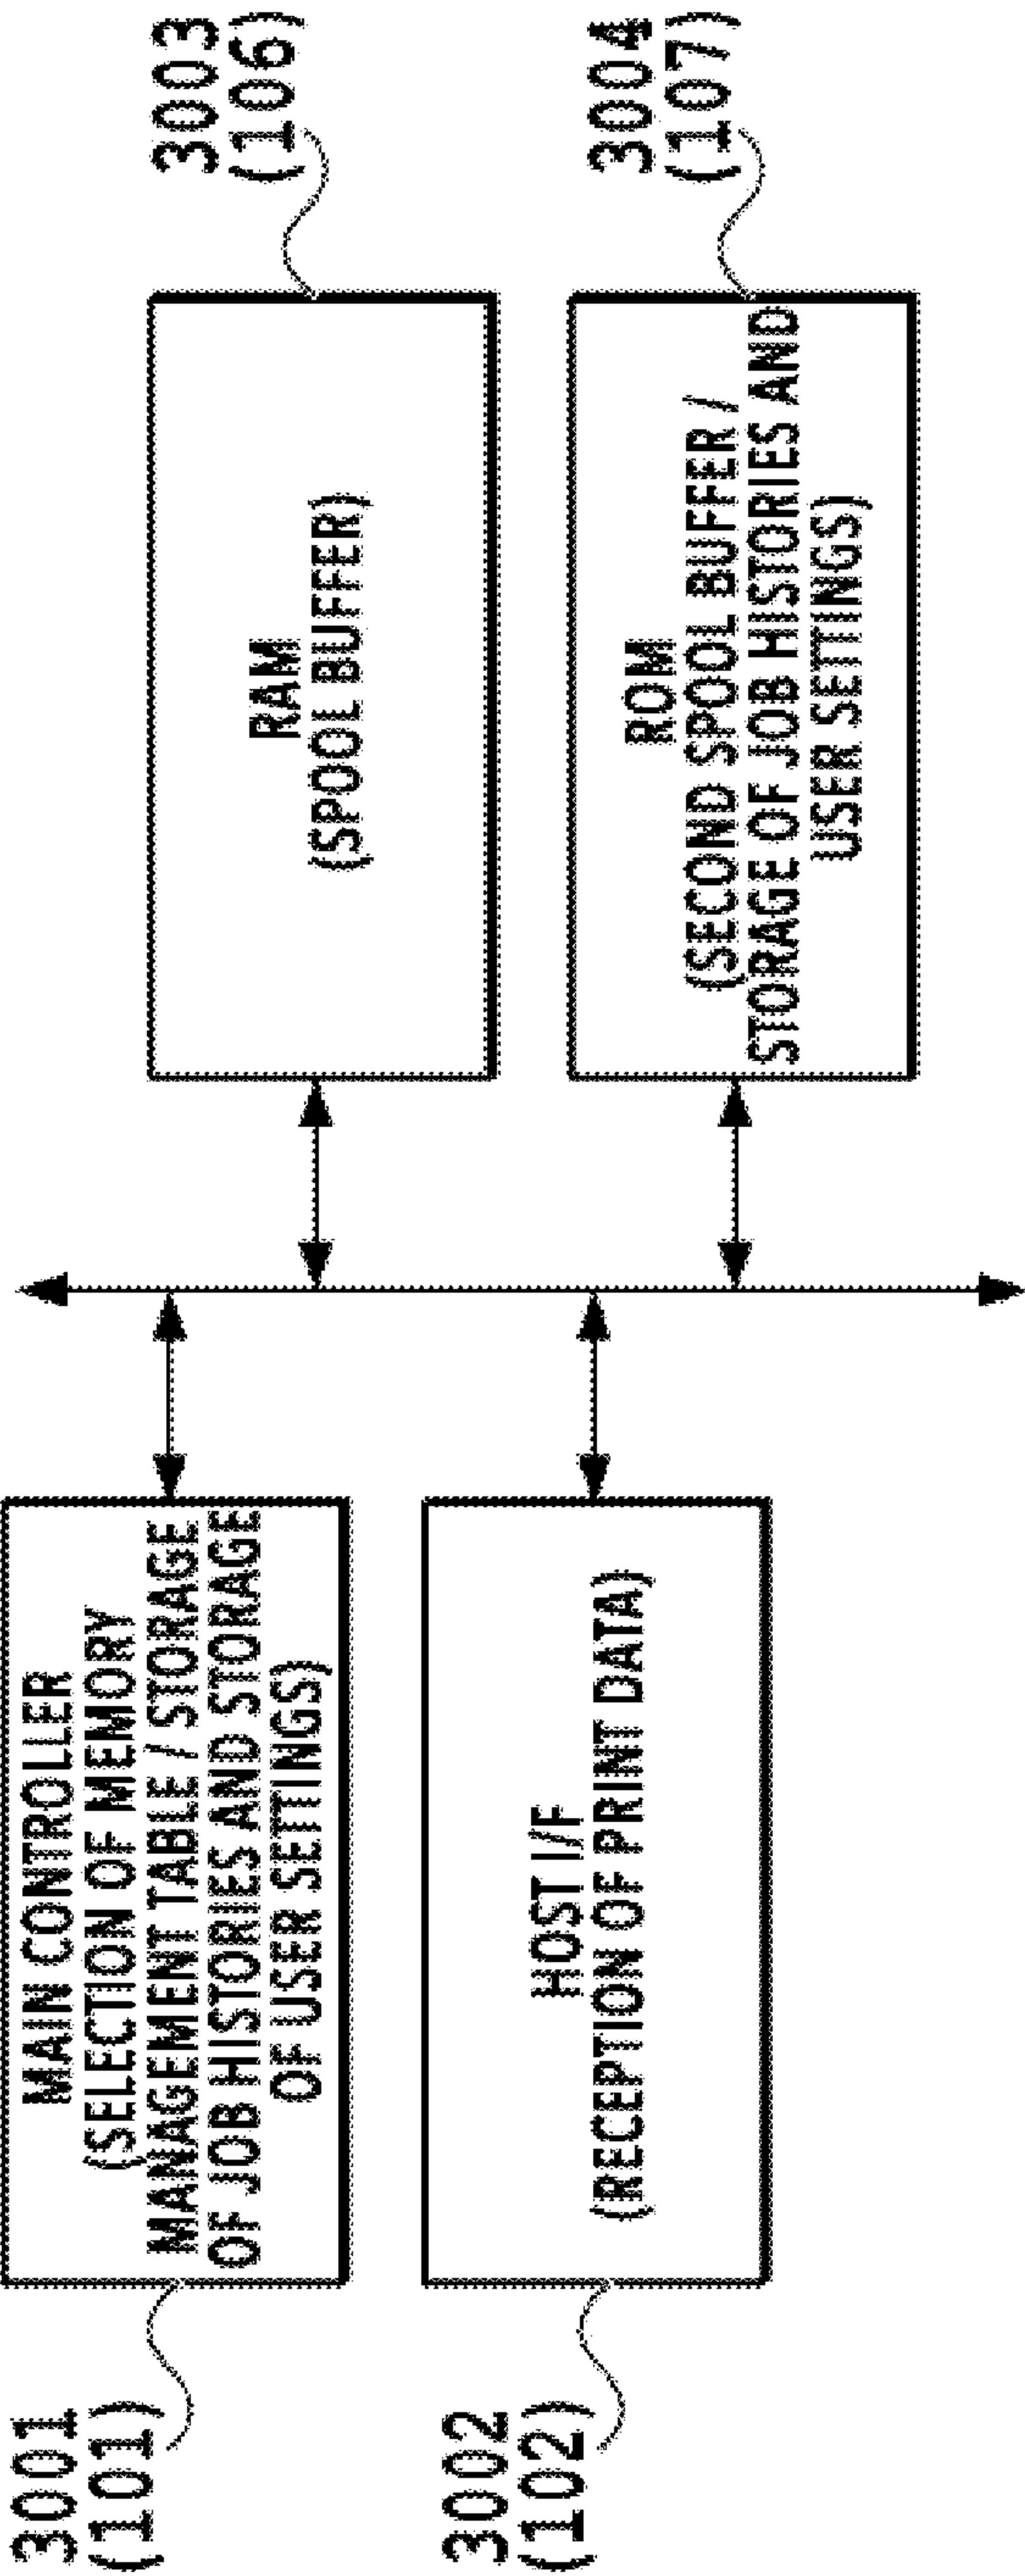 3001
(101)
MAIN CONTROLLER
(SELECTION OF MEMORY
MANAGEMENT TABLE / STORAGE
OF JOB HISTORIES AND STORAGE
OF USER SETTINGS)
3002
(102)
HOST I/F
(RECEPTION OF PRINT DATA)
3003
(106)
RAM
(SPOOL BUFFER)
3004
(107)
ROM
(SECOND SPOOL BUFFER /
STORAGE OF JOB HISTORIES AND
USER SETTINGS)